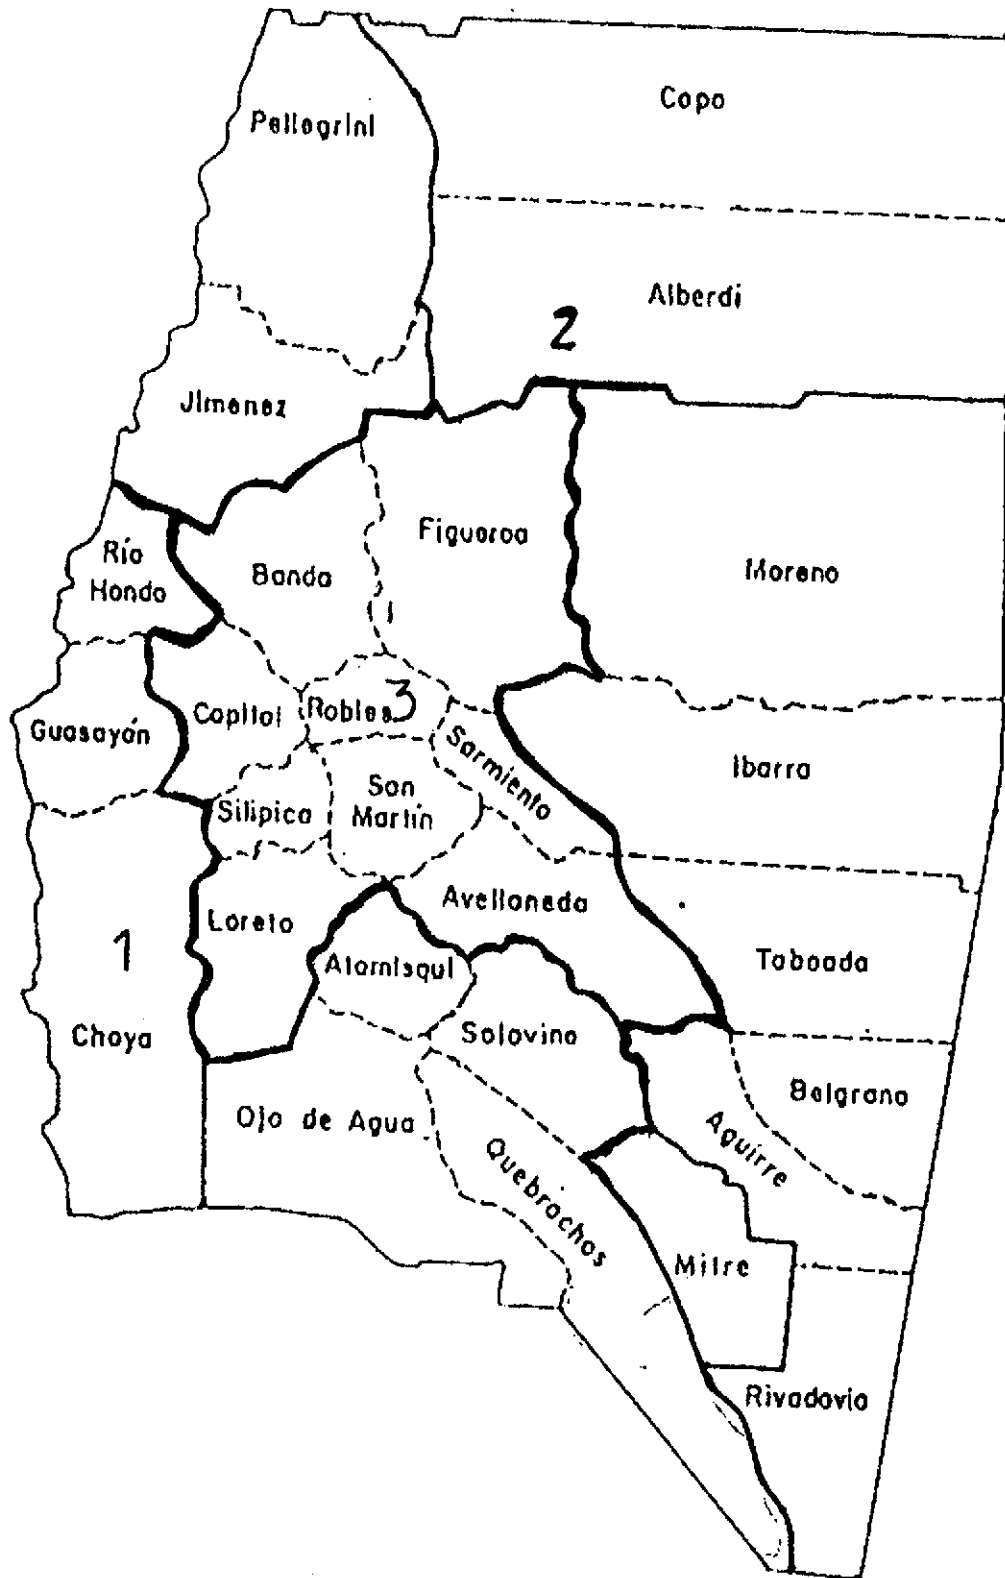 Copo
Pellegrini
Alberdi
2
Jimenez
Figueroa
Río
Hondo
Banda
Moreno
Guasayán
Capital
Robles
3
Sarmiento
Ibarra
Silipica
San
Martín
Avellaneda
Loreto
1
Atamisqui
Taboada
Choya
Salavina
Belgrano
Ojo de Agua
Aguirre
Quebrachos
Mitre
Rivadavia